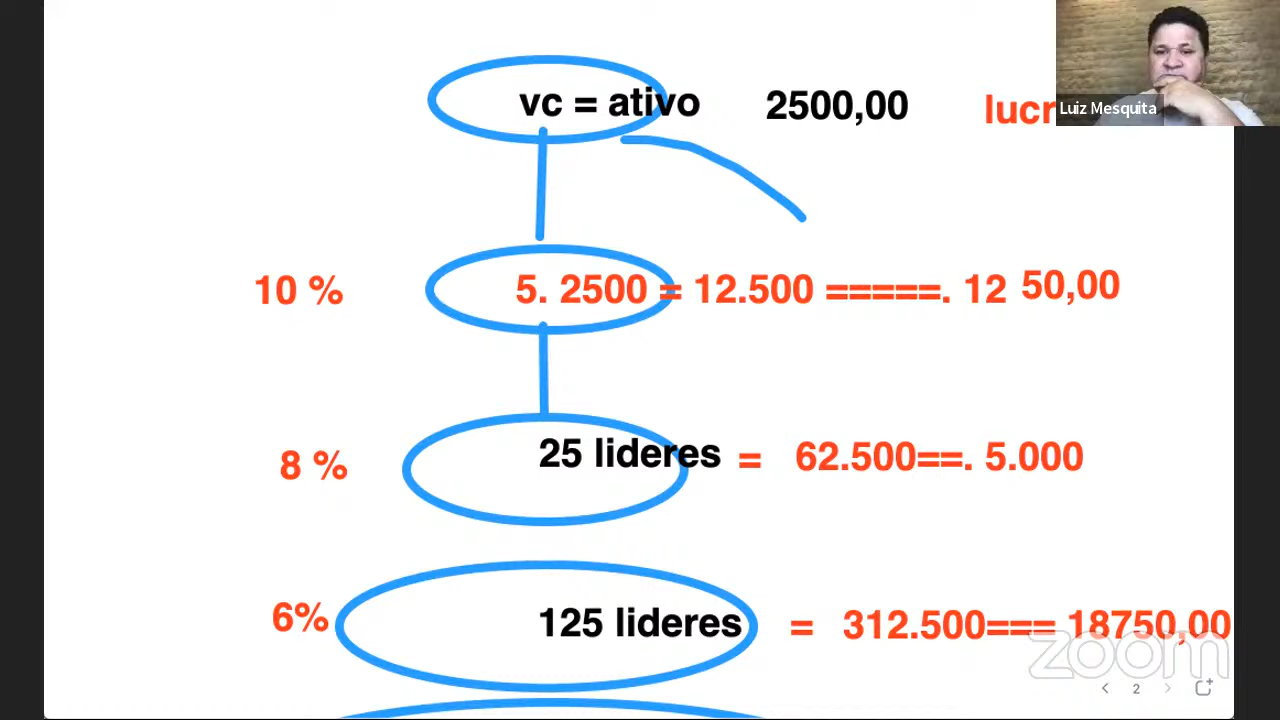 vc = ativo 2500,00 lucr
Luiz Mesquita
10 % 5. 2500 = 12.500 =====. 12 50,00
8 % 25 lideres = 62.500==. 5.000
6% 125 lideres = 312.500=== 18750,00
zoom
2